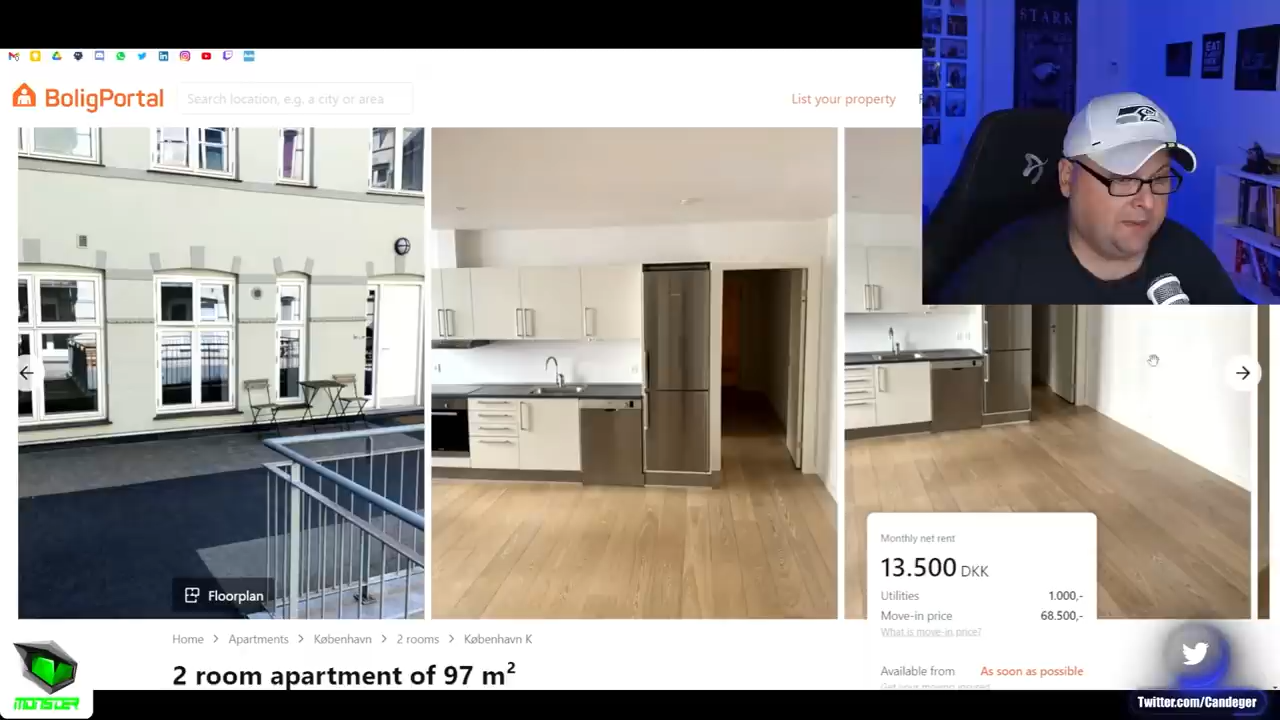 STARK
BoligPortal
Search location, e.g. a city or area
List your property
EAT
Floorplan
Monthly net rent
13.500 DKK
Utilities 1.000,-
Move-in price 68.500,-
What is move-in price?
Available from As soon as possible
Home > Apartments > København > 2 rooms > København K
2 room apartment of 97 m²
MONSTER
Twitter.com/Candeger